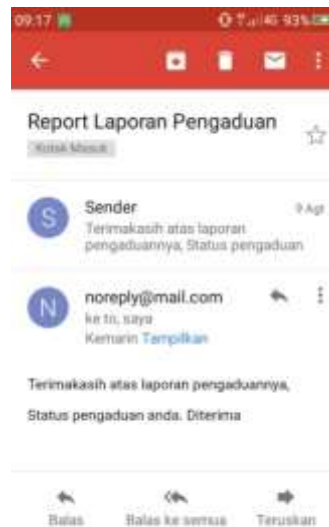 09.17
4G 93%
Report Laporan Pengaduan
Kotak Masuk
S
Sender
9 Agt
Terimakasih atas laporan
pengaduannya, Status pengaduan
N
noreply@mail.com
ke to, saya
Kemarin Tampilkan
Terimakasih atas laporan pengaduannya,
Status pengaduan anda. Diterima
Balas
Balas ke semua
Teruskan